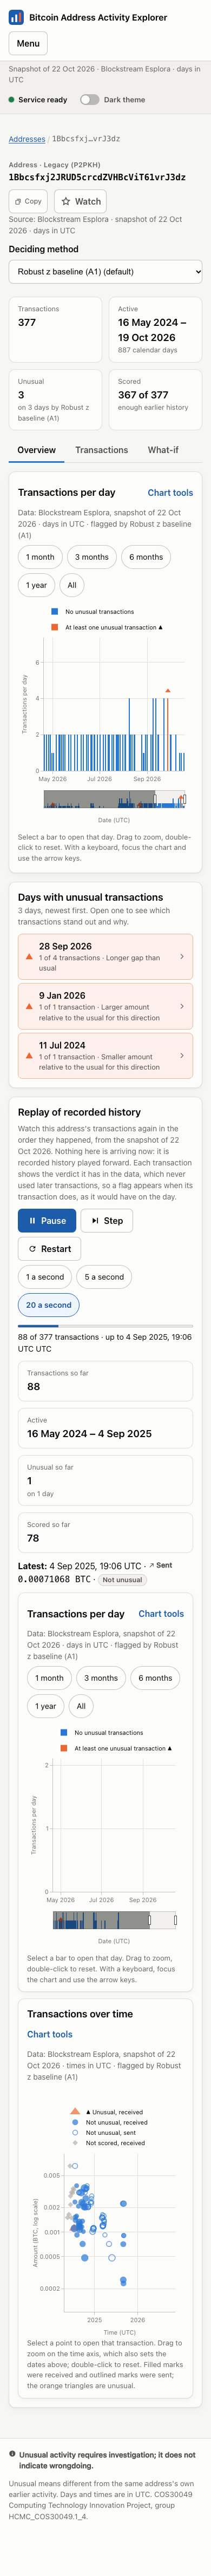 Bitcoin Address Activity Explorer
Menu
Snapshot of 22 Oct 2026 · Blockstream Esplora · days in
UTC
Service ready
Dark theme
Addresses / 1Bbcsfxj…vrJ3dz
Address · Legacy (P2PKH)
1Bbcsfxj2JRUD5crcdZVHBcViT61vrJ3dz
Copy
Watch
Source: Blockstream Esplora · snapshot of 22 Oct
2026 · days in UTC
Deciding method
Robust z baseline (A1) (default)
Transactions
377
Active
16 May 2024 –
19 Oct 2026
887 calendar days
Unusual
3
on 3 days by Robust z
baseline (A1)
Scored
367 of 377
enough earlier history
Overview
Transactions
What-if
Transactions per day
Chart tools
Data: Blockstream Esplora, snapshot of 22 Oct
2026 · days in UTC · flagged by Robust z baseline
(A1)
1 month
3 months
6 months
1 year
All
No unusual transactions
At least one unusual transaction ▲
Transactions per day
6
4
2
0
May 2026
Jul 2026
Sep 2026
Date (UTC)
Select a bar to open that day. Drag to zoom, double-
click to reset. With a keyboard, focus the chart and
use the arrow keys.
Days with unusual transactions
3 days, newest first. Open one to see which
transactions stand out and why.
28 Sep 2026
1 of 4 transactions · Longer gap than
usual
9 Jan 2026
1 of 1 transaction · Larger amount
relative to the usual for this direction
11 Jul 2024
1 of 1 transaction · Smaller amount
relative to the usual for this direction
Replay of recorded history
Watch this address's transactions again in the
order they happened, from the snapshot of 22
Oct 2026. Nothing here is arriving now: it is
recorded history played forward. Each transaction
shows the verdict it has in the data, which never
used later transactions, so a flag appears when its
transaction does, as it would have on the day.
Pause
Step
Restart
1 a second
5 a second
20 a second
88 of 377 transactions · up to 4 Sep 2025, 19:06
UTC UTC
Transactions so far
88
Active
16 May 2024 – 4 Sep 2025
Unusual so far
1
on 1 day
Scored so far
78
Latest: 4 Sep 2025, 19:06 UTC · ↗ Sent
0.00071068 BTC · Not unusual
Transactions per day
Chart tools
Data: Blockstream Esplora, snapshot of 22
Oct 2026 · days in UTC · flagged by Robust
z baseline (A1)
1 month
3 months
6 months
1 year
All
No unusual transactions
At least one unusual transaction ▲
Transactions per day
2
1
0
May 2026
Jul 2026
Sep 2026
Date (UTC)
Select a bar to open that day. Drag to zoom,
double-click to reset. With a keyboard, focus
the chart and use the arrow keys.
Transactions over time
Chart tools
Data: Blockstream Esplora, snapshot of 22
Oct 2026 · times in UTC · flagged by Robust
z baseline (A1)
▲ Unusual, received
Not unusual, received
Not unusual, sent
Not scored, received
Amount (BTC, log scale)
0.005
0.002
0.001
0.0005
0.0002
2025
2026
Time (UTC)
Select a point to open that transaction. Drag to
zoom on the time axis, which also sets the
dates above; double-click to reset. Filled marks
were received and outlined marks were sent;
the orange triangles are unusual.
Unusual activity requires investigation; it does not
indicate wrongdoing.
Unusual means different from the same address's own
earlier activity. Days and times are in UTC. COS30049
Computing Technology Innovation Project, group
HCMC_COS30049.1_4.